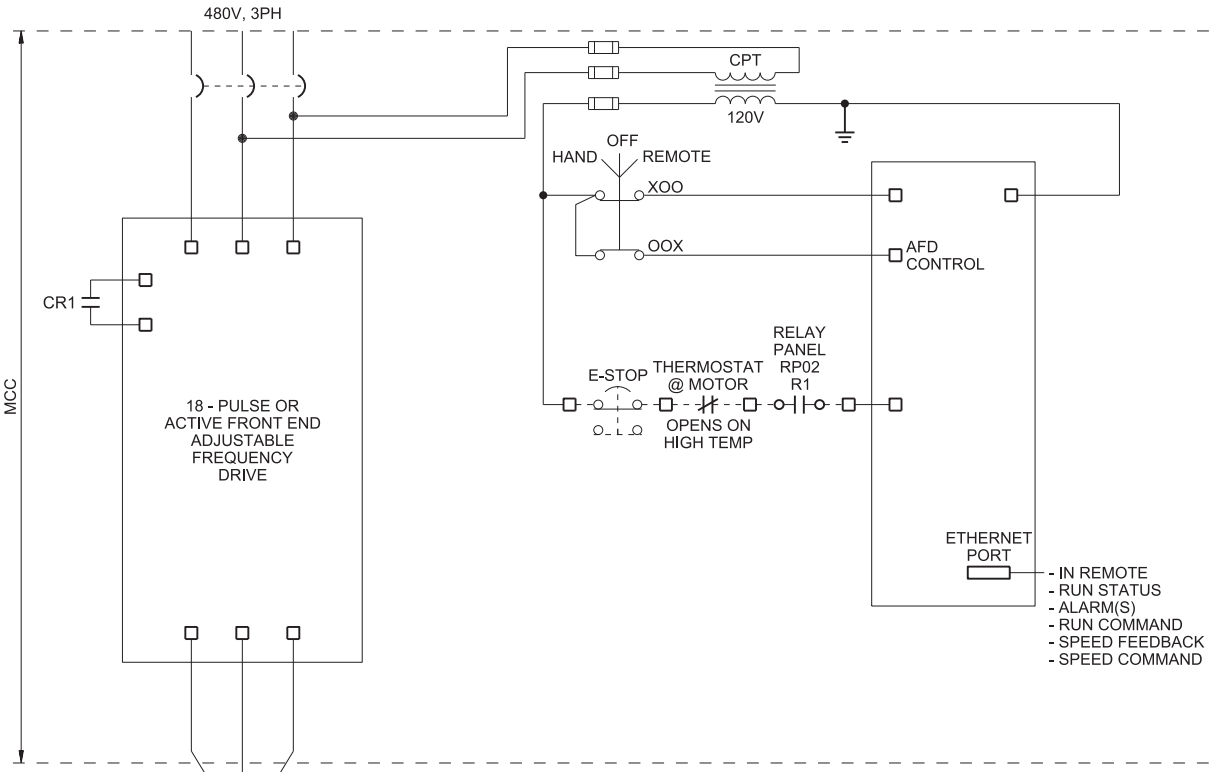 480V, 3PH
CPT
120V
OFF
HAND
REMOTE
XOO
OOX
AFD
CONTROL
CR1
MCC
18 - PULSE OR
ACTIVE FRONT END
ADJUSTABLE
FREQUENCY
DRIVE
E-STOP
THERMOSTAT
@ MOTOR
OPENS ON
HIGH TEMP
RELAY
PANEL
RP02
R1
ETHERNET
PORT
- IN REMOTE
- RUN STATUS
- ALARM(S)
- RUN COMMAND
- SPEED FEEDBACK
- SPEED COMMAND